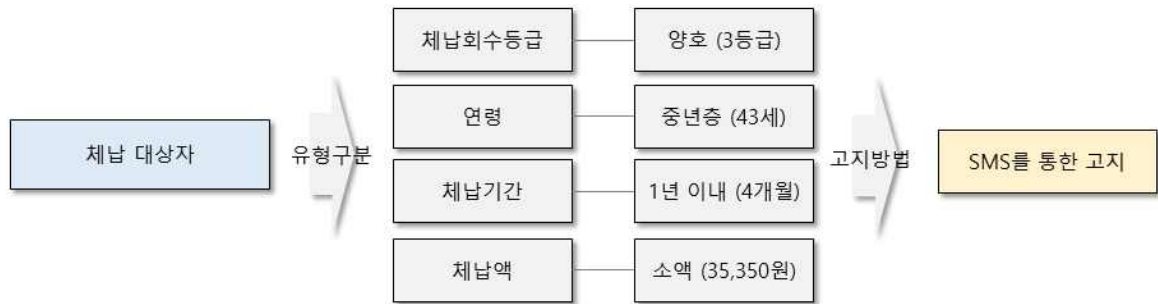 체납 대상자
유형구분
체납회수등급
양호 (3등급)
연령
중년층 (43세)
체납기간
1년 이내 (4개월)
체납액
소액 (35,350원)
고지방법
SMS를 통한 고지